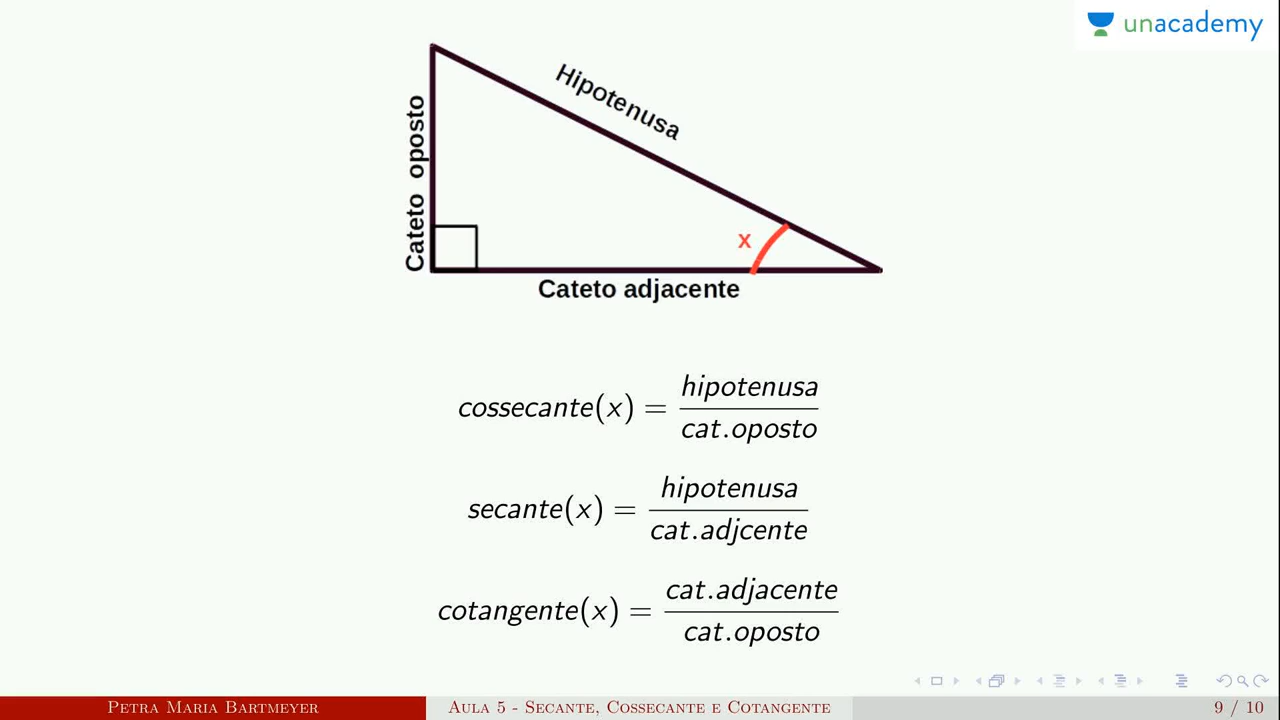 unacademy
Hipotenusa
Cateto oposto
x
Cateto adjacente
cossecante(x) = hipotenusa / cat.oposto
secante(x) = hipotenusa / cat.adjcente
cotangente(x) = cat.adjacente / cat.oposto
Petra Maria Bartmeyer Aula 5 - Secante, Cossecante e Cotangente 9 / 10